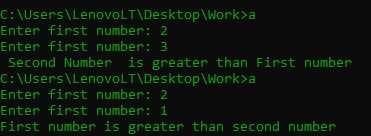 C:\Users\LenovoLT\Desktop\Work>a
Enter first number: 2
Enter first number: 3
 Second Number  is greater than First number
C:\Users\LenovoLT\Desktop\Work>a
Enter first number: 2
Enter first number: 1
First number is greater than second number